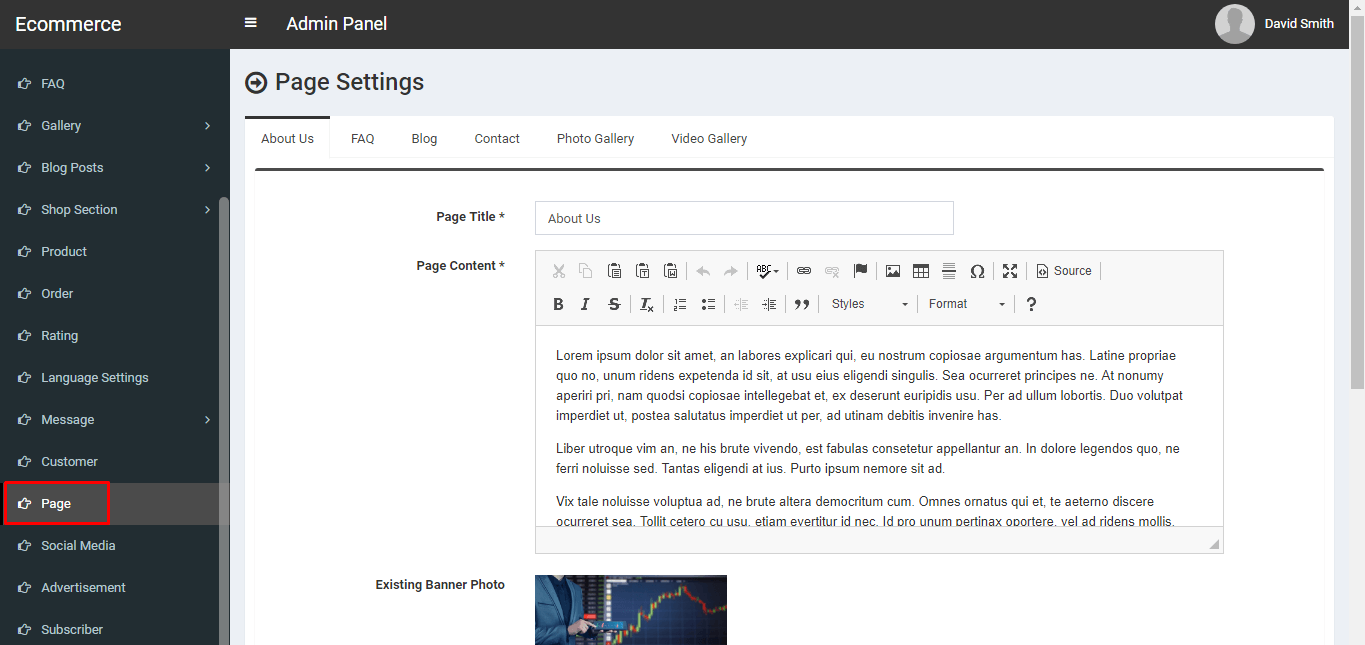 Ecommerce
Admin Panel
David Smith
FAQ
Gallery
Blog Posts
Shop Section
Product
Order
Rating
Language Settings
Message
Customer
Page
Social Media
Advertisement
Subscriber
Page Settings
About Us FAQ Blog Contact Photo Gallery Video Gallery
Page Title * About Us
Page Content *
ABC Source
B I S Tx Styles Format ?
Lorem ipsum dolor sit amet, an labores explicari qui, eu nostrum copiosae argumentum has. Latine propriae
quo no, unum ridens expetenda id sit, at usu eius eligendi singulis. Sea ocurreret principes ne. At nonumy
aperiri pri, nam quodsi copiosae intellegebat et, ex deserunt euripidis usu. Per ad ullum lobortis. Duo volutpat
imperdiet ut, postea salutatus imperdiet ut per, ad utinam debitis invenire has.
Liber utroque vim an, ne his brute vivendo, est fabulas consetetur appellantur an. In dolore legendos quo, ne
ferri noluisse sed. Tantas eligendi at ius. Purto ipsum nemore sit ad.
Vix tale noluisse voluptua ad, ne brute altera democritum cum. Omnes ornatus qui et, te aeterno discere
ocurreret sea. Tollit cetero cu usu, etiam evertitur id nec. Id pro unum pertinax oportere, vel ad ridens mollis.
Existing Banner Photo